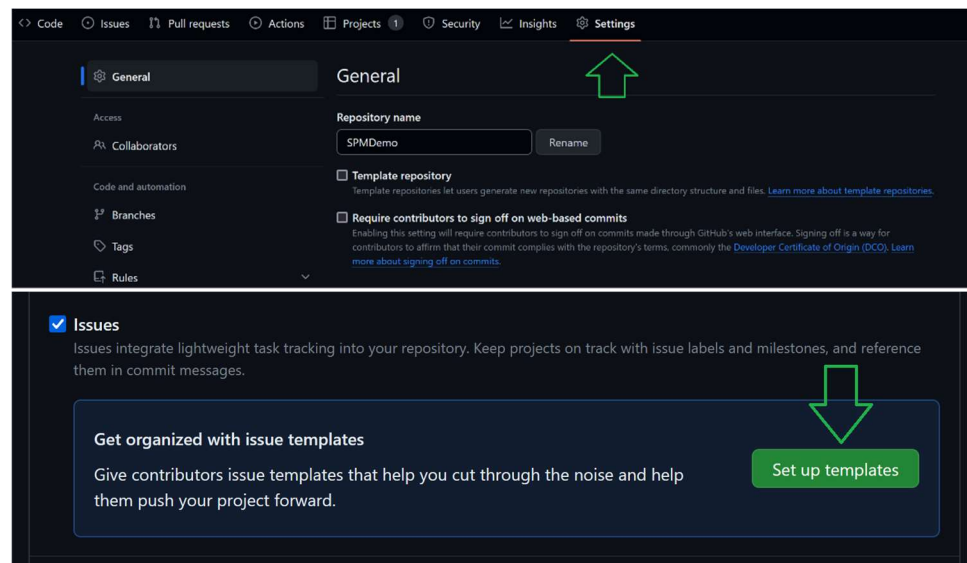 Code Issues Pull requests Actions Projects 1 Security Insights Settings
General
Access
Collaborators
Code and automation
Branches
Tags
Rules
General
Repository name
SPMDemo Rename
Template repository
Template repositories let users generate new repositories with the same directory structure and files. Learn more about template repositories.
Require contributors to sign off on web-based commits
Enabling this setting will require contributors to sign off on commits made through GitHub's web interface. Signing off is a way for
contributors to affirm that their commit complies with the repository's terms, commonly the Developer Certificate of Origin (DCO). Learn
more about signing off on commits.
Issues
Issues integrate lightweight task tracking into your repository. Keep projects on track with issue labels and milestones, and reference
them in commit messages.
Get organized with issue templates
Give contributors issue templates that help you cut through the noise and help
them push your project forward.
Set up templates